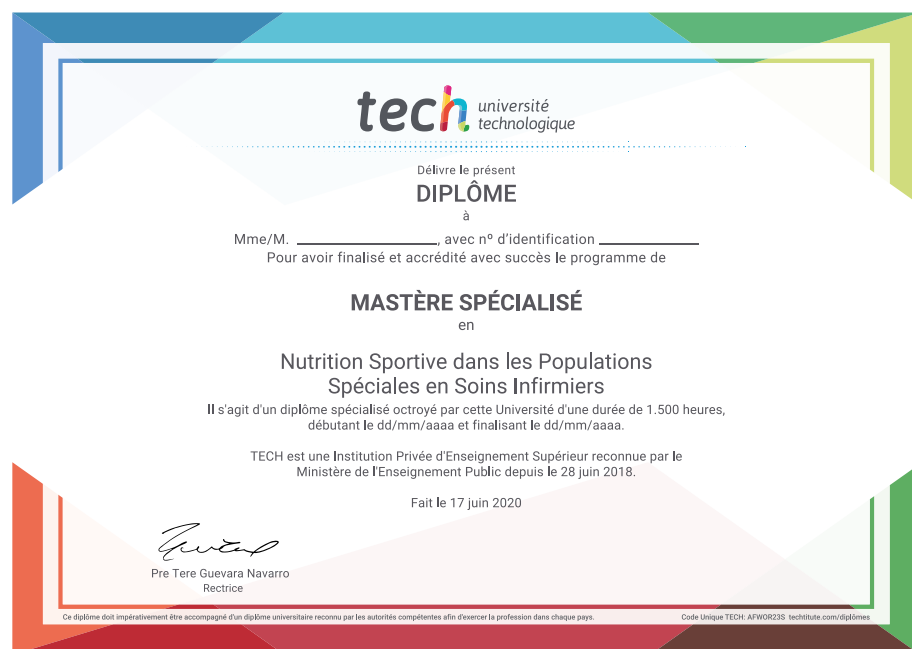 tech université
technologique
Délivre le présent
DIPLÔME
à
Mme/M. ____________________, avec nº d'identification ______________
Pour avoir finalisé et accrédité avec succès le programme de
MASTÈRE SPÉCIALISÉ
en
Nutrition Sportive dans les Populations
Spéciales en Soins Infirmiers
Il s'agit d'un diplôme spécialisé octroyé par cette Université d'une durée de 1.500 heures,
débutant le dd/mm/aaaa et finalisant le dd/mm/aaaa.
TECH est une Institution Privée d'Enseignement Supérieur reconnue par le
Ministère de l'Enseignement Public depuis le 28 juin 2018.
Fait le 17 juin 2020
Pre Tere Guevara Navarro
Rectrice
Ce diplôme doit impérativement être accompagné d'un diplôme universitaire reconnu par les autorités compétentes afin d'exercer la profession dans chaque pays.
Code Unique TECH: AFWOR23S techtitute.com/diplômes